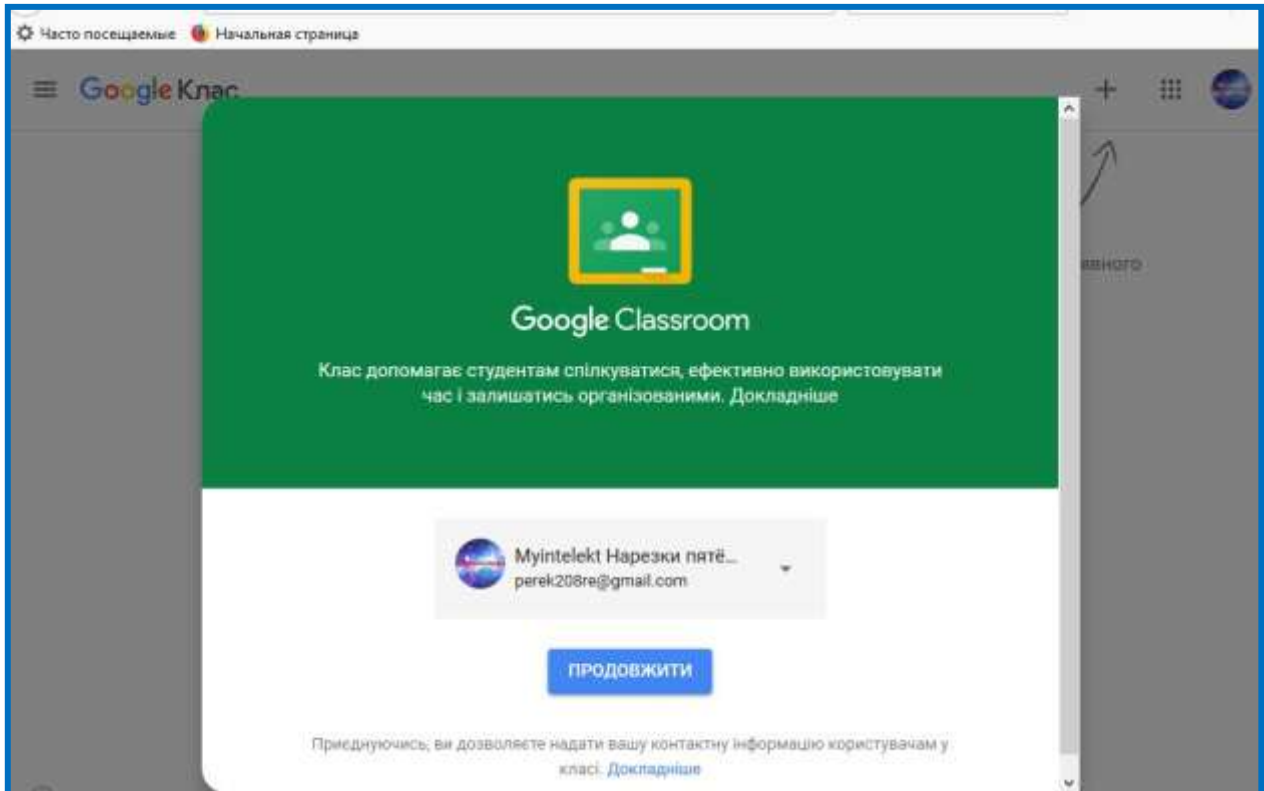 Часто посещаемые Начальная страница
Google Клас
Google Classroom
Клас допомагає студентам спілкуватися, ефективно використовувати
час і залишатись організованими. Докладніше
Myintelekt Нарезки пятё...
perek208re@gmail.com
ПРОДОВЖИТИ
Приєднуючись, ви дозволяєте надати вашу контактну інформацію користувачам у
класі. Докладніше